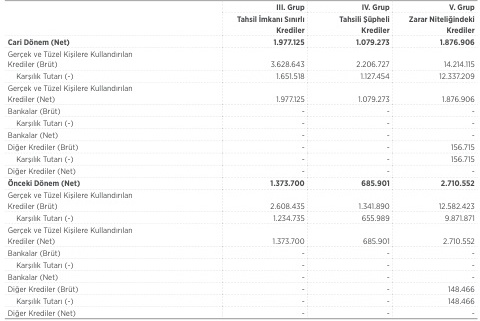 III. Grup IV. Grup V. Grup
Tahsil İmkanı Sınırlı Tahsili Şüpheli Zarar Niteliğindeki
Krediler Krediler Krediler
Cari Dönem (Net) 1.977.125 1.079.273 1.876.906
Gerçek ve Tüzel Kişilere Kullandırılan
Krediler (Brüt) 3.628.643 2.206.727 14.214.115
Karşılık Tutarı (-) 1.651.518 1.127.454 12.337.209
Gerçek ve Tüzel Kişilere Kullandırılan
Krediler (Net) 1.977.125 1.079.273 1.876.906
Bankalar (Brüt) - - -
Karşılık Tutarı (-) - - -
Bankalar (Net) - - -
Diğer Krediler (Brüt) - - 156.715
Karşılık Tutarı (-) - - 156.715
Diğer Krediler (Net) - - -
Önceki Dönem (Net) 1.373.700 685.901 2.710.552
Gerçek ve Tüzel Kişilere Kullandırılan
Krediler (Brüt) 2.608.435 1.341.890 12.582.423
Karşılık Tutarı (-) 1.234.735 655.989 9.871.871
Gerçek ve Tüzel Kişilere Kullandırılan
Krediler (Net) 1.373.700 685.901 2.710.552
Bankalar (Brüt) - - -
Karşılık Tutarı (-) - - -
Bankalar (Net) - - -
Diğer Krediler (Brüt) - - 148.466
Karşılık Tutarı (-) - - 148.466
Diğer Krediler (Net) - - -